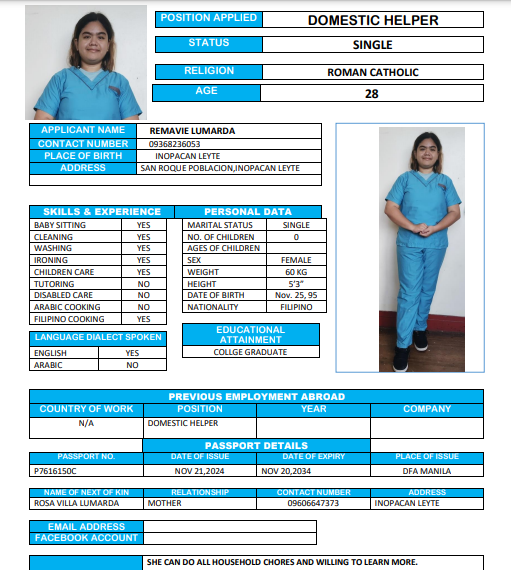 POSITION APPLIED DOMESTIC HELPER
STATUS SINGLE
RELIGION ROMAN CATHOLIC
AGE 28
APPLICANT NAME REMAVIE LUMARDA
CONTACT NUMBER 09368236053
PLACE OF BIRTH INOPACAN LEYTE
ADDRESS SAN ROQUE POBLACION,INOPACAN LEYTE
SKILLS & EXPERIENCE PERSONAL DATA
BABY SITTING YES MARITAL STATUS SINGLE
CLEANING YES NO. OF CHILDREN 0
WASHING YES AGES OF CHILDREN
IRONING YES SEX FEMALE
CHILDREN CARE YES WEIGHT 60 KG
TUTORING NO HEIGHT 5'3"
DISABLED CARE NO DATE OF BIRTH Nov. 25, 95
ARABIC COOKING NO NATIONALITY FILIPINO
FILIPINO COOKING YES
EDUCATIONAL
ATTAINMENT
COLLGE GRADUATE
LANGUAGE DIALECT SPOKEN
ENGLISH YES
ARABIC NO
PREVIOUS EMPLOYMENT ABROAD
COUNTRY OF WORK POSITION YEAR COMPANY
N/A DOMESTIC HELPER
PASSPORT DETAILS
PASSPORT NO. DATE OF ISSUE DATE OF EXPIRY PLACE OF ISSUE
P7616150C NOV 21,2024 NOV 20,2034 DFA MANILA
NAME OF NEXT OF KIN RELATIONSHIP CONTACT NUMBER ADDRESS
ROSA VILLA LUMARDA MOTHER 09606647373 INOPACAN LEYTE
EMAIL ADDRESS
FACEBOOK ACCOUNT
SHE CAN DO ALL HOUSEHOLD CHORES AND WILLING TO LEARN MORE.